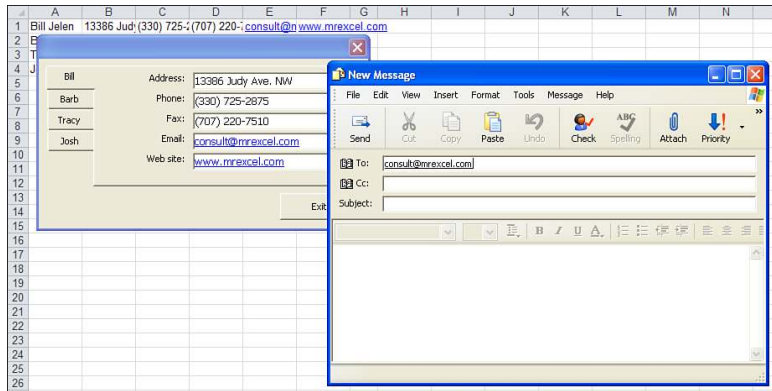 A B C D E F G H I J K L M N
1 Bill Jelen 13386 Jud (330) 725- (707) 220- consult@n www.mrexcel.com
2 B
3 T
4 J
5
6
7
8
9
10
11
12
13
14
15
16
17
18
19
20
21
22
23
24
25
26
Bill
Barb
Tracy
Josh
Address: 13386 Judy Ave. NW
Phone: (330) 725-2875
Fax: (707) 220-7510
Email: consult@mrexcel.com
Web site: www.mrexcel.com
Exit
New Message
File Edit View Insert Format Tools Message Help
Send Cut Copy Paste Undo Check Spelling Attach Priority »
To: consult@mrexcel.com
Cc:
Subject:
B I U A